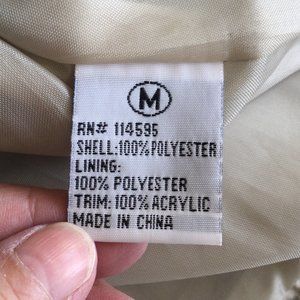 M
RN# 114595
SHELL: 100% POLYESTER
LINING:
100% POLYESTER
TRIM: 100% ACRYLIC
MADE IN CHINA